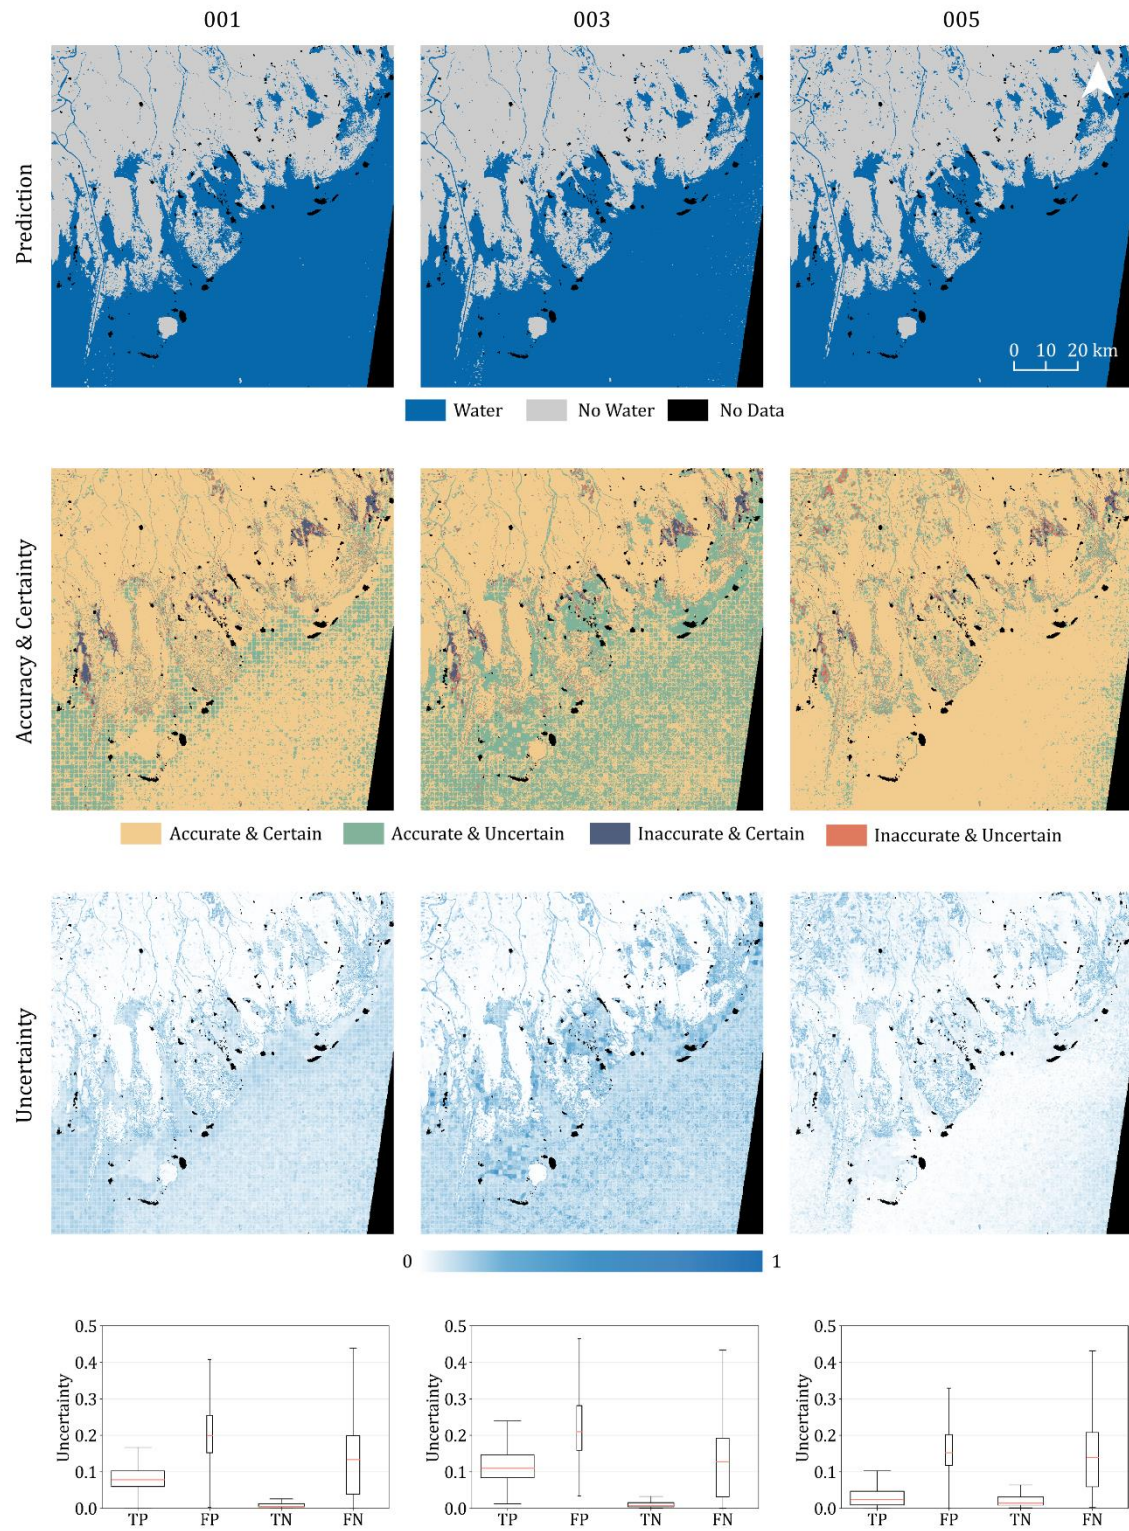 001 003 005
Prediction
0 10 20 km
Water No Water No Data
Accuracy & Certainty
Accurate & Certain Accurate & Uncertain Inaccurate & Certain Inaccurate & Uncertain
Uncertainty
0 1
Uncertainty
0.5
0.4
0.3
0.2
0.1
0.0
TP FP TN FN
Uncertainty
0.5
0.4
0.3
0.2
0.1
0.0
TP FP TN FN
Uncertainty
0.5
0.4
0.3
0.2
0.1
0.0
TP FP TN FN